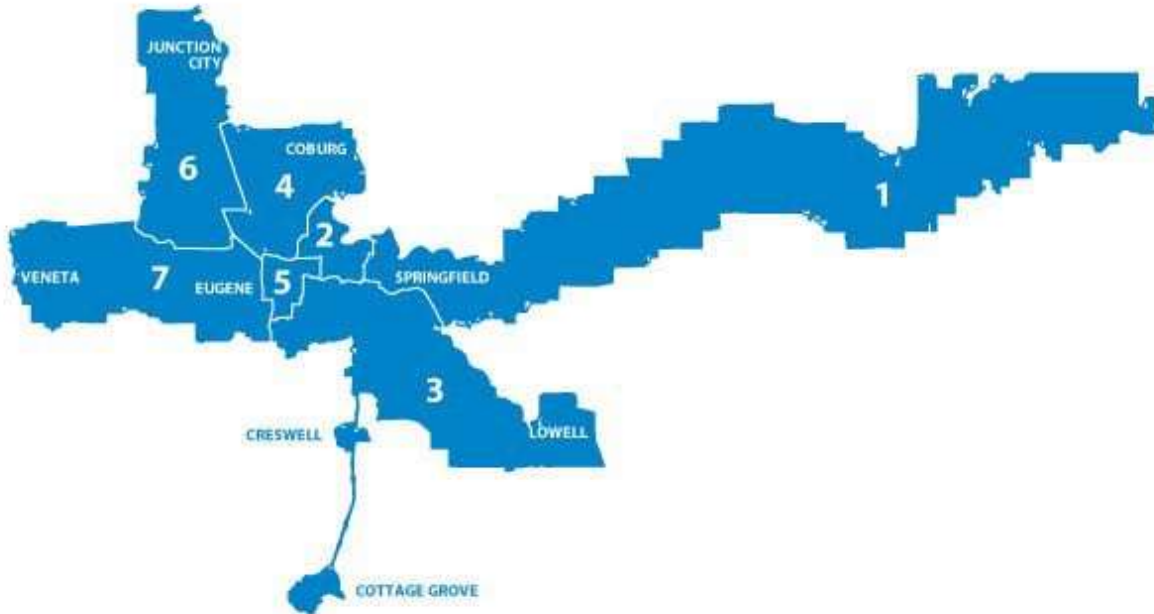 JUNCTION
CITY
COBURG
6
4
1
2
VENETA
7
EUGENE
5
SPRINGFIELD
3
CRESWELL
LOWELL
COTTAGE GROVE